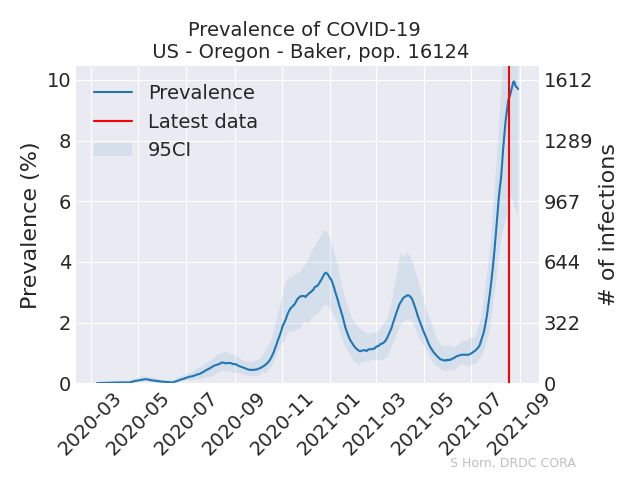 Prevalence of COVID-19
US - Oregon - Baker, pop. 16124
Prevalence
Latest data
95CI
Prevalence (%)
10
8
6
4
2
0
# of infections
1612
1289
967
644
322
0
2020-03
2020-05
2020-07
2020-09
2020-11
2021-01
2021-03
2021-05
2021-07
2021-09
S Horn, DRDC CORA